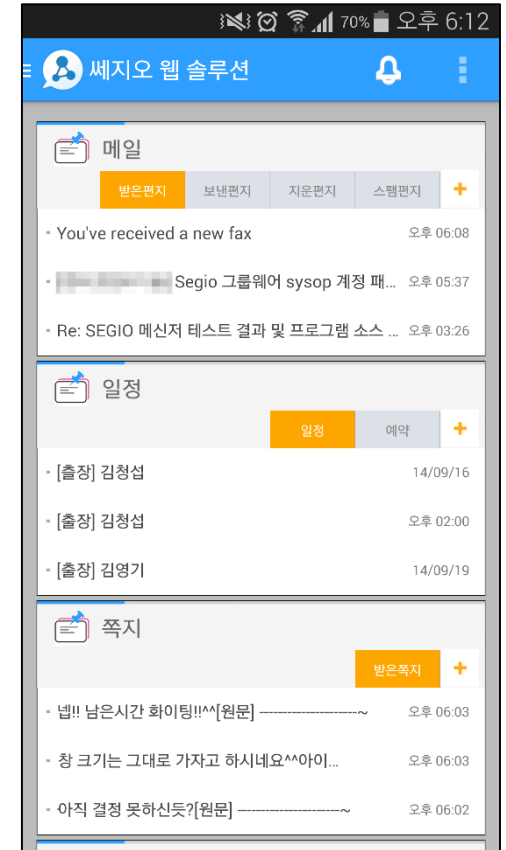 70% 오후 6:12
쎄지오 웹 솔루션
메일
받은편지 보낸편지 지운편지 스팸편지 +
- You've received a new fax 오후 06:08
- Segio 그룹웨어 sysop 계정 패... 오후 05:37
- Re: SEGIO 메신저 테스트 결과 및 프로그램 소스 ... 오후 03:26
일정
일정 예약 +
- [출장] 김청섭 14/09/16
- [출장] 김청섭 오후 02:00
- [출장] 김영기 14/09/19
쪽지
받은쪽지 +
- 넵!! 남은시간 화이팅!!^^[원문] ----------------------~ 오후 06:03
- 창 크기는 그대로 가자고 하시네요^^아이... 오후 06:03
- 아직 결정 못하신듯?[원문] ----------------------~ 오후 06:02